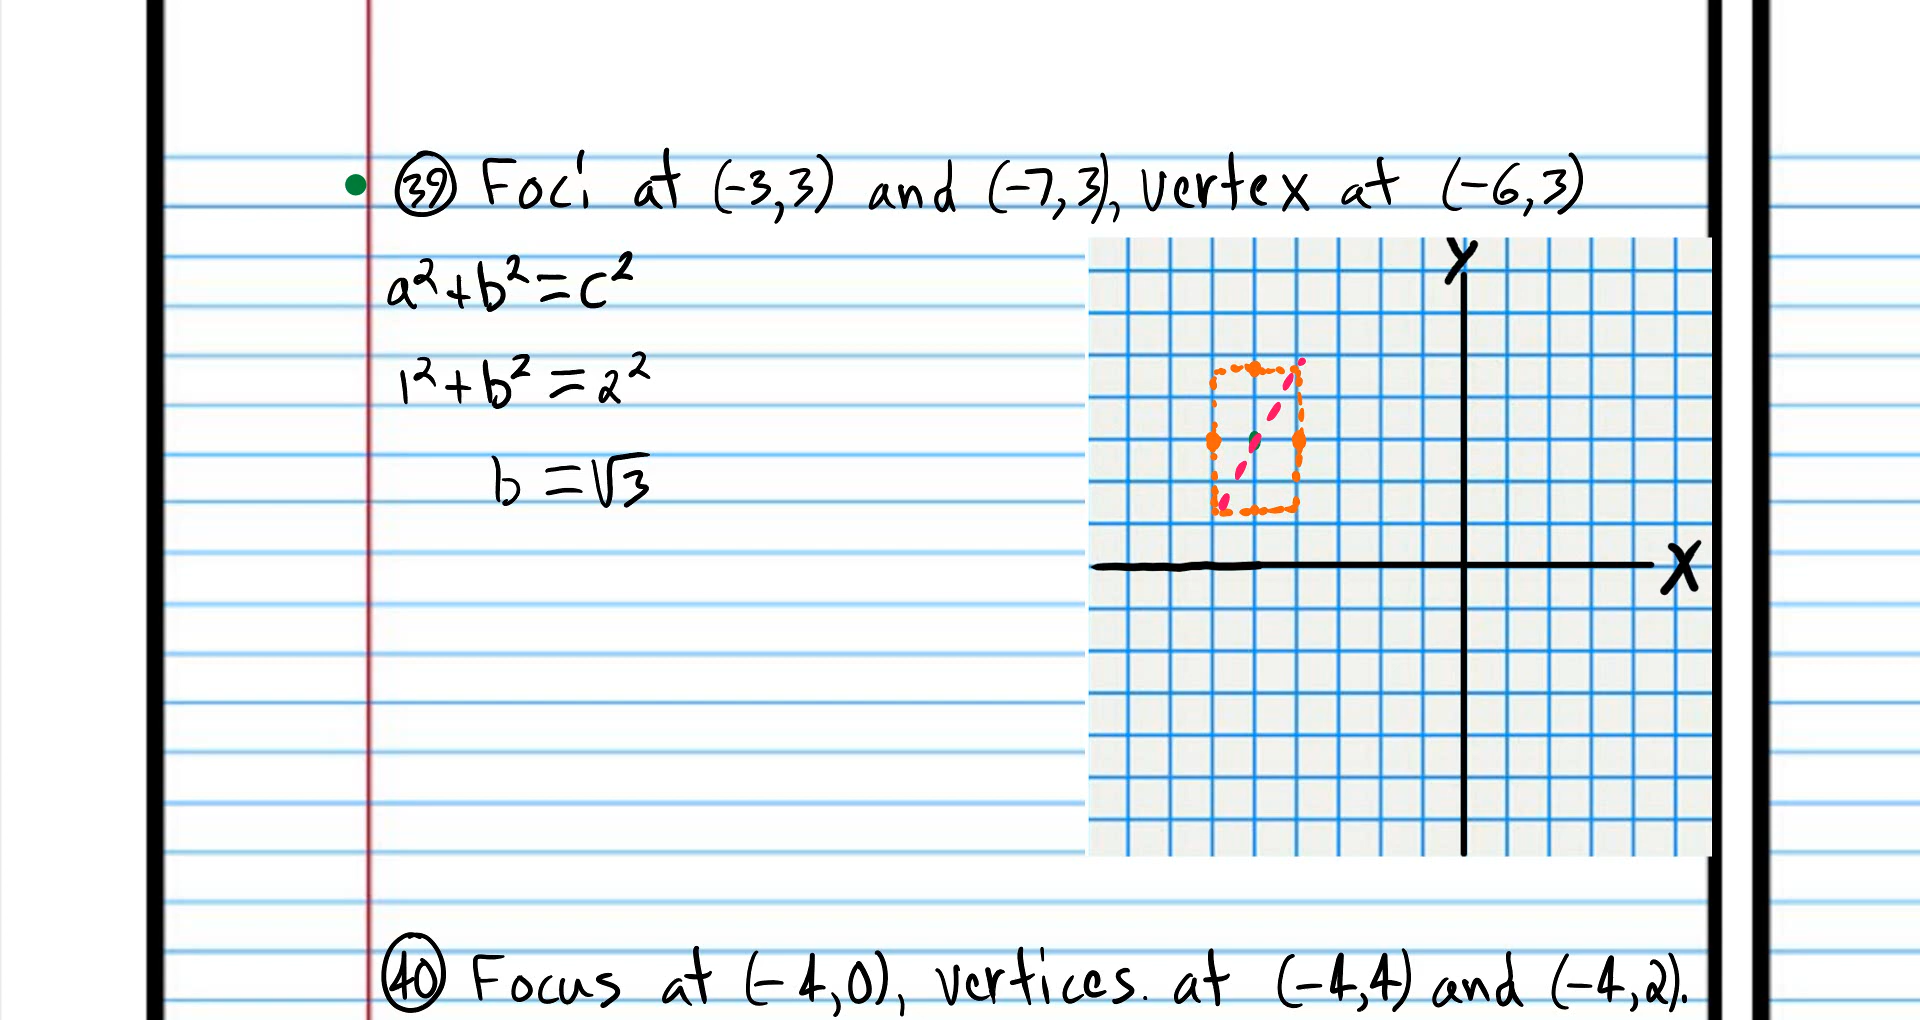 39 Foci at (-3,3) and (-7,3), vertex at (-6,3)
a²+b²=c²
1²+b²=2²
b=√3
Y
X
40 Focus at (-4,0), vertices. at (-4,4) and (-4,2).